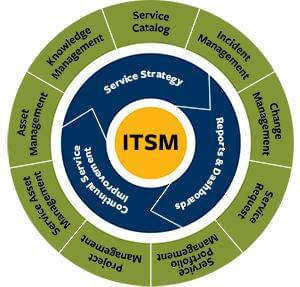 Service
Catalog
Incident
Management
Change
Management
Service
Request
Service
Portfolio
Management
Project
Management
Service Asset
Management
Asset
Management
Knowledge
Management
Service Strategy
Reports & Dashboards
Continual Service
Improvement
ITSM